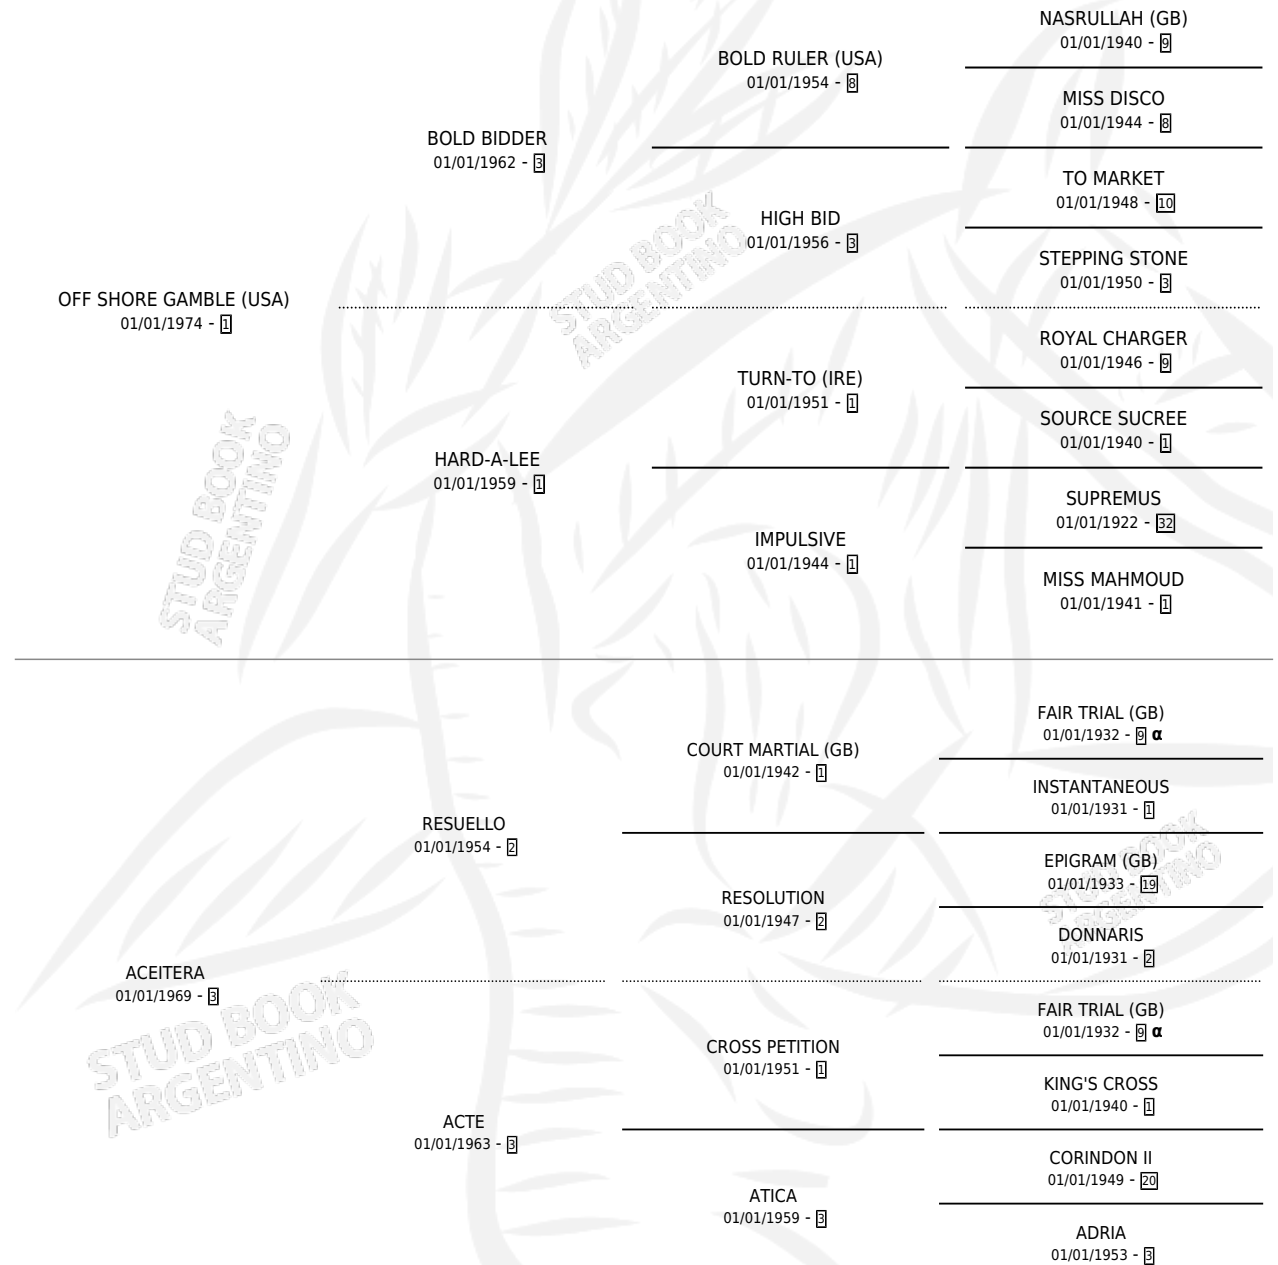 NASRULLAH (GB)
01/01/1940 - 9
BOLD RULER (USA)
01/01/1954 - 8
MISS DISCO
01/01/1944 - 8
BOLD BIDDER
01/01/1962 - 3
TO MARKET
01/01/1948 - 10
HIGH BID
01/01/1956 - 3
STEPPING STONE
01/01/1950 - 3
OFF SHORE GAMBLE (USA)
01/01/1974 - 1
STUD BOOK
ARGENTINO
ROYAL CHARGER
01/01/1946 - 9
TURN-TO (IRE)
01/01/1951 - 1
SOURCE SUCREE
01/01/1940 - 1
HARD-A-LEE
01/01/1959 - 1
STUD BOOK
ARGENTINO
SUPREMUS
01/01/1922 - 32
IMPULSIVE
01/01/1944 - 1
MISS MAHMOUD
01/01/1941 - 1
FAIR TRIAL (GB)
01/01/1932 - 9 α
COURT MARTIAL (GB)
01/01/1942 - 1
INSTANTANEOUS
01/01/1931 - 1
RESUELLO
01/01/1954 - 2
EPIGRAM (GB)
01/01/1933 - 19
STUD BOOK
ARGENTINO
RESOLUTION
01/01/1947 - 2
DONNARIS
01/01/1931 - 2
ACEITERA
01/01/1969 - 3
STUD BOOK
ARGENTINO
FAIR TRIAL (GB)
01/01/1932 - 9 α
CROSS PETITION
01/01/1951 - 1
KING'S CROSS
01/01/1940 - 1
ACTE
01/01/1963 - 3
CORINDON II
01/01/1949 - 20
ATICA
01/01/1959 - 3
ADRIA
01/01/1953 - 3